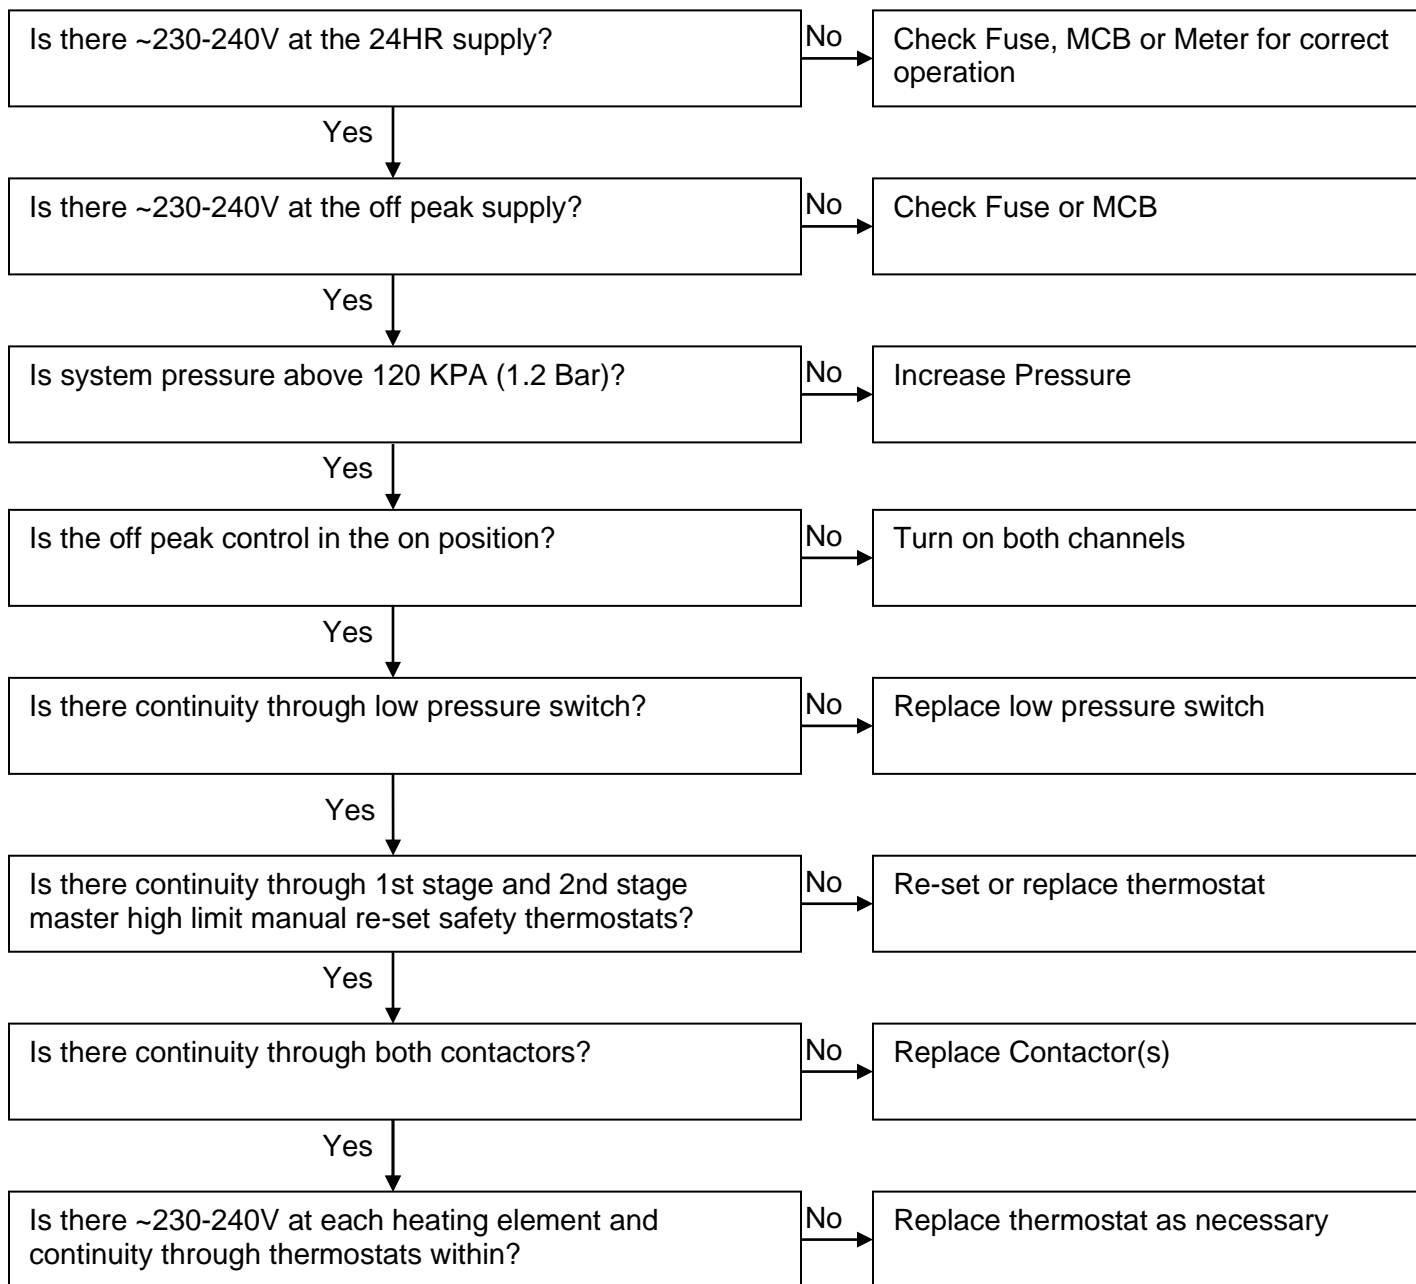 Is there ~230-240V at the 24HR supply?
No
Check Fuse, MCB or Meter for correct
operation
Yes
Is there ~230-240V at the off peak supply?
No
Check Fuse or MCB
Yes
Is system pressure above 120 KPA (1.2 Bar)?
No
Increase Pressure
Yes
Is the off peak control in the on position?
No
Turn on both channels
Yes
Is there continuity through low pressure switch?
No
Replace low pressure switch
Yes
Is there continuity through 1st stage and 2nd stage
master high limit manual re-set safety thermostats?
No
Re-set or replace thermostat
Yes
Is there continuity through both contactors?
No
Replace Contactor(s)
Yes
Is there ~230-240V at each heating element and
continuity through thermostats within?
No
Replace thermostat as necessary